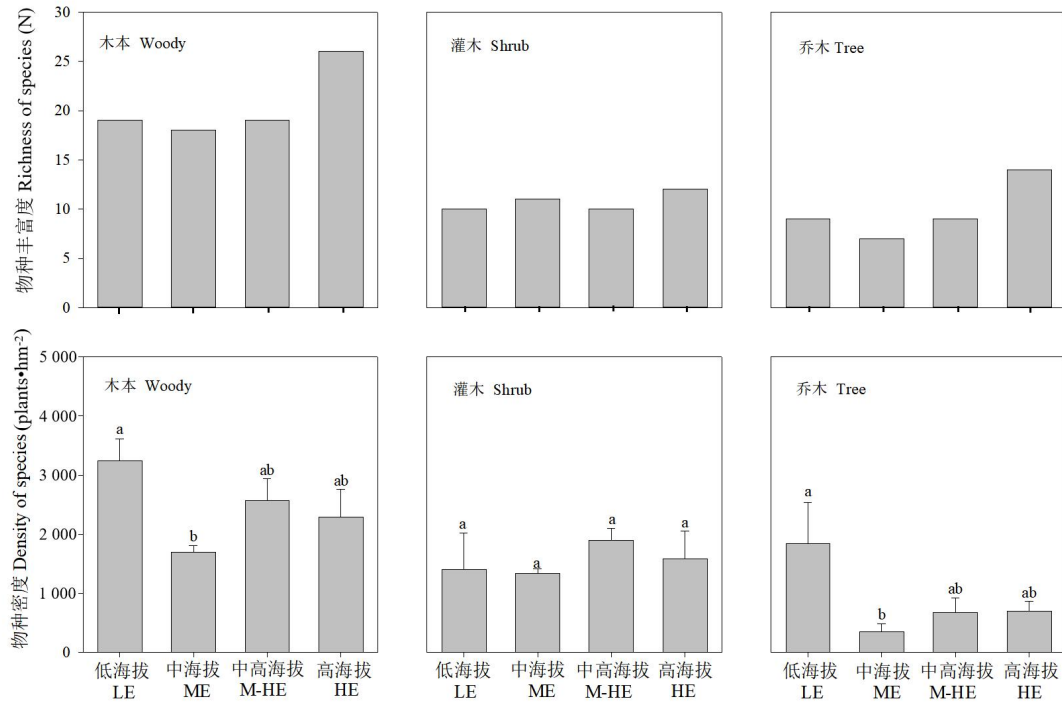 物种丰富度 Richness of species (N)
30
25
20
15
10
5
0
木本 Woody
灌木 Shrub
乔木 Tree
物种密度 Density of species (plants•hm-2)
5 000
4 000
3 000
2 000
1 000
0
木本 Woody
a
b
ab
ab
灌木 Shrub
a
a
a
a
乔木 Tree
a
b
ab
ab
低海拔 中海拔 中高海拔 高海拔
LE ME M-HE HE
低海拔 中海拔 中高海拔 高海拔
LE ME M-HE HE
低海拔 中海拔 中高海拔 高海拔
LE ME M-HE HE